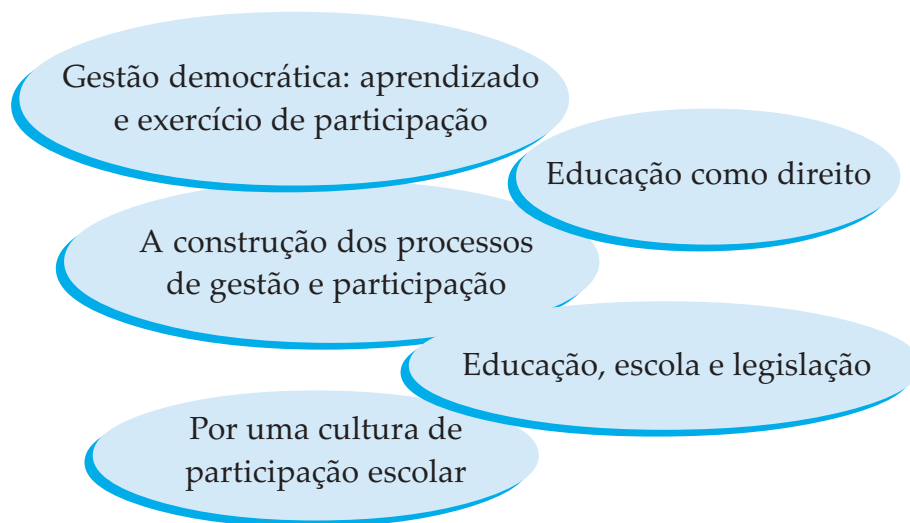 Gestão democrática: aprendizado
e exercício de participação
Educação como direito
A construção dos processos
de gestão e participação
Educação, escola e legislação
Por uma cultura de
participação escolar